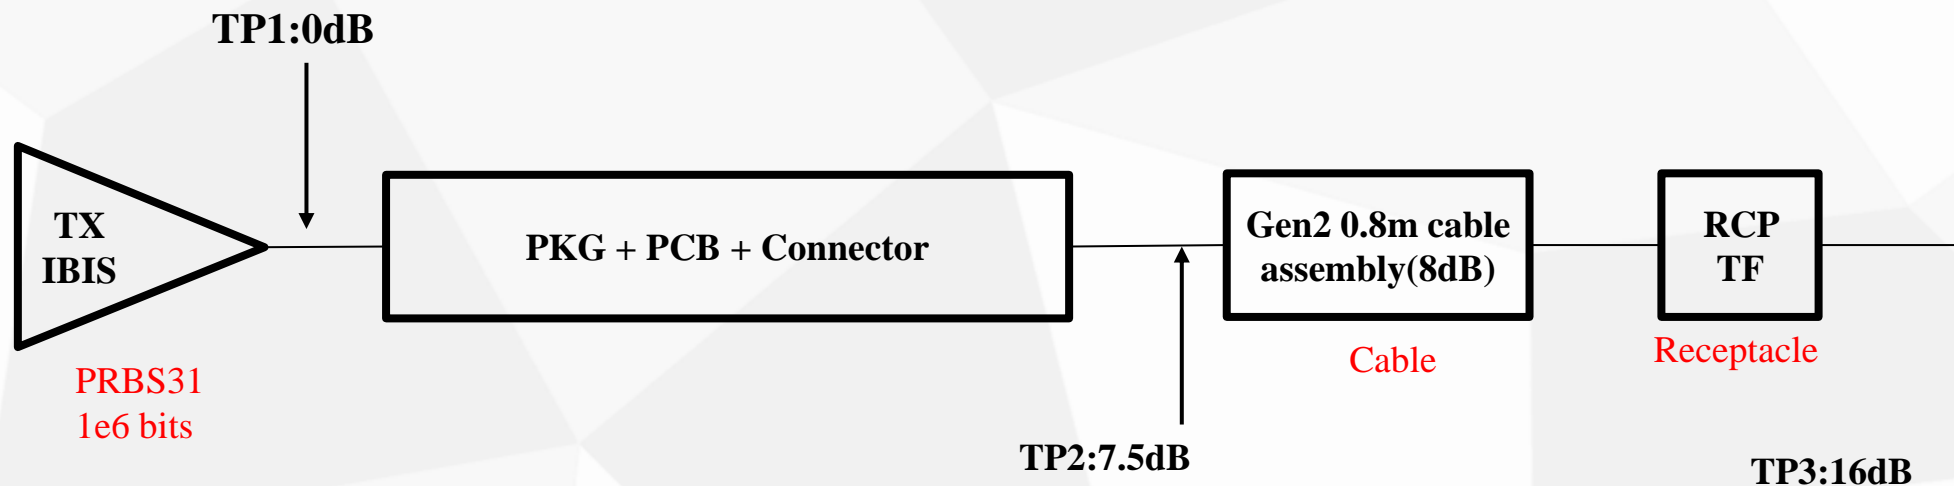 TP1:0dB
TX
IBIS
PKG + PCB + Connector
Gen2 0.8m cable
assembly(8dB)
RCP
TF
PRBS31
1e6 bits
Cable
Receptacle
TP2:7.5dB
TP3:16dB